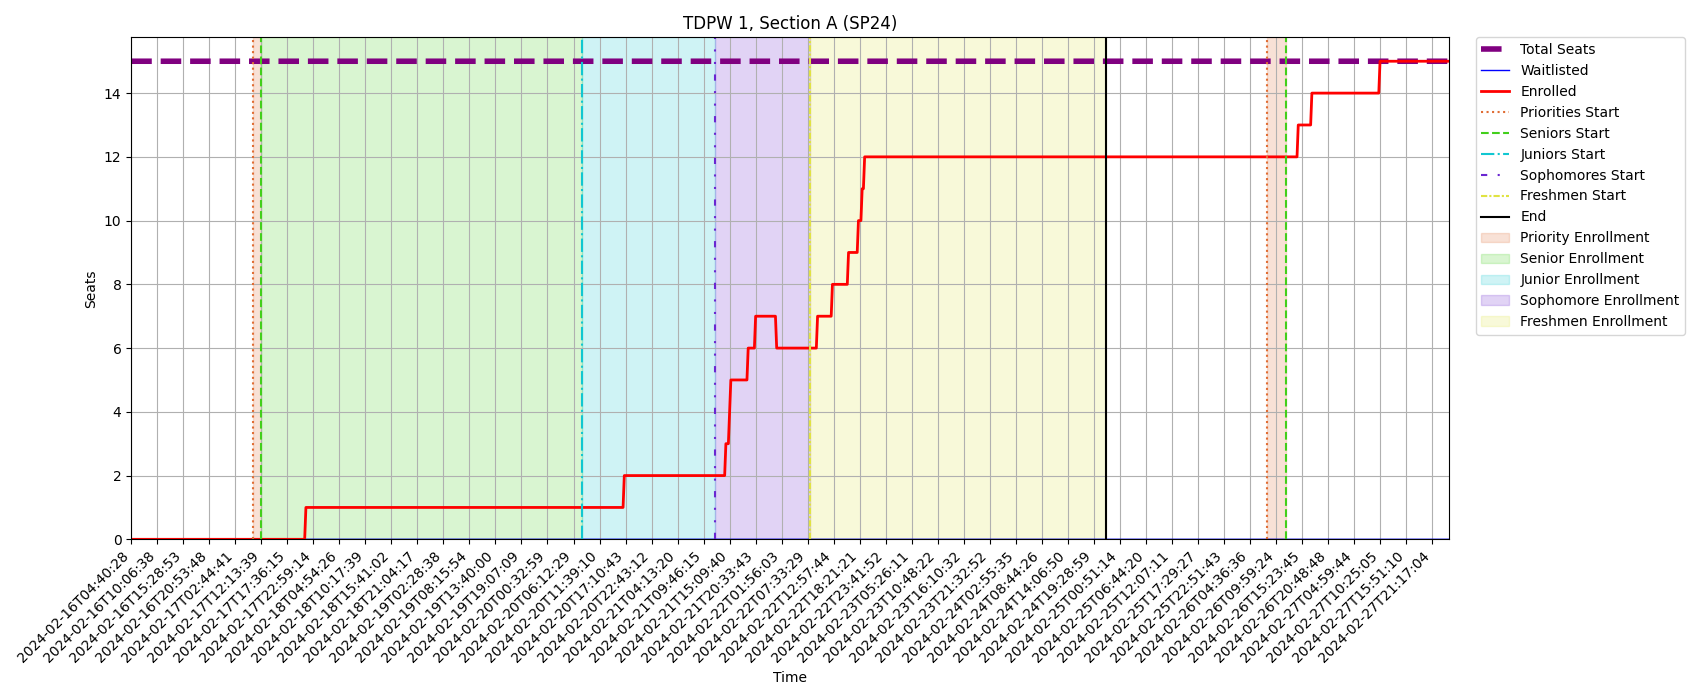 TDPW 1, Section A (SP24)
Seats
14
12
10
8
6
4
2
0
2024-02-16T04:40:28
2024-02-16T10:06:38
2024-02-16T15:28:53
2024-02-16T20:53:48
2024-02-17T02:44:41
2024-02-17T12:13:39
2024-02-17T17:36:15
2024-02-17T22:59:14
2024-02-18T04:54:26
2024-02-18T10:17:39
2024-02-18T15:41:02
2024-02-18T21:04:17
2024-02-19T02:28:38
2024-02-19T08:15:54
2024-02-19T13:40:00
2024-02-19T19:07:09
2024-02-20T00:32:59
2024-02-20T06:12:29
2024-02-20T11:39:10
2024-02-20T17:10:43
2024-02-20T22:43:12
2024-02-21T04:13:20
2024-02-21T09:46:15
2024-02-21T15:09:40
2024-02-21T20:33:43
2024-02-22T01:56:03
2024-02-22T07:33:29
2024-02-22T12:57:44
2024-02-22T18:21:21
2024-02-22T23:41:52
2024-02-23T05:26:11
2024-02-23T10:48:22
2024-02-23T16:10:32
2024-02-23T21:32:52
2024-02-24T02:55:35
2024-02-24T08:44:26
2024-02-24T14:06:50
2024-02-24T19:28:59
2024-02-25T00:51:14
2024-02-25T06:44:20
2024-02-25T12:07:11
2024-02-25T17:29:27
2024-02-25T22:51:43
2024-02-26T04:36:36
2024-02-26T09:59:24
2024-02-26T15:23:45
2024-02-26T20:48:48
2024-02-27T04:59:44
2024-02-27T10:25:05
2024-02-27T15:51:10
2024-02-27T21:17:04
Time
Total Seats
Waitlisted
Enrolled
Priorities Start
Seniors Start
Juniors Start
Sophomores Start
Freshmen Start
End
Priority Enrollment
Senior Enrollment
Junior Enrollment
Sophomore Enrollment
Freshmen Enrollment